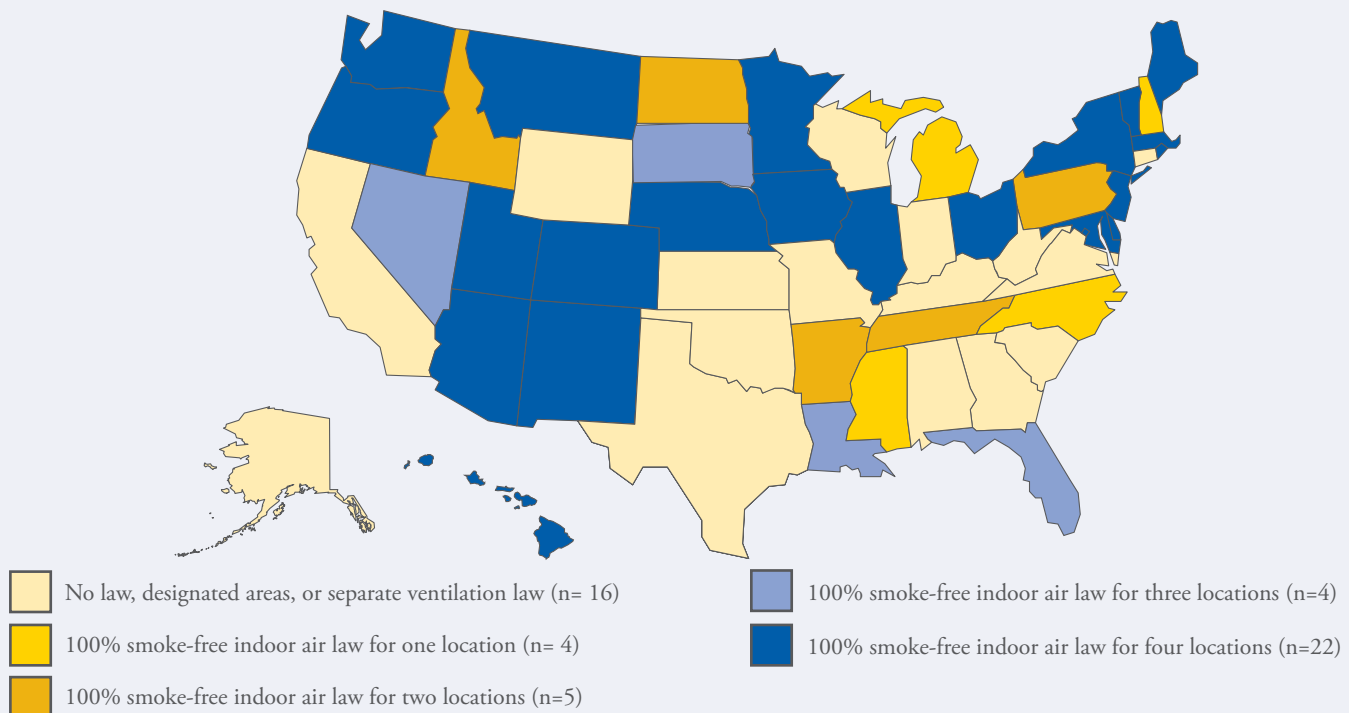 No law, designated areas, or separate ventilation law (n= 16)
100% smoke-free indoor air law for one location (n= 4)
100% smoke-free indoor air law for two locations (n=5)
100% smoke-free indoor air law for three locations (n=4)
100% smoke-free indoor air law for four locations (n=22)